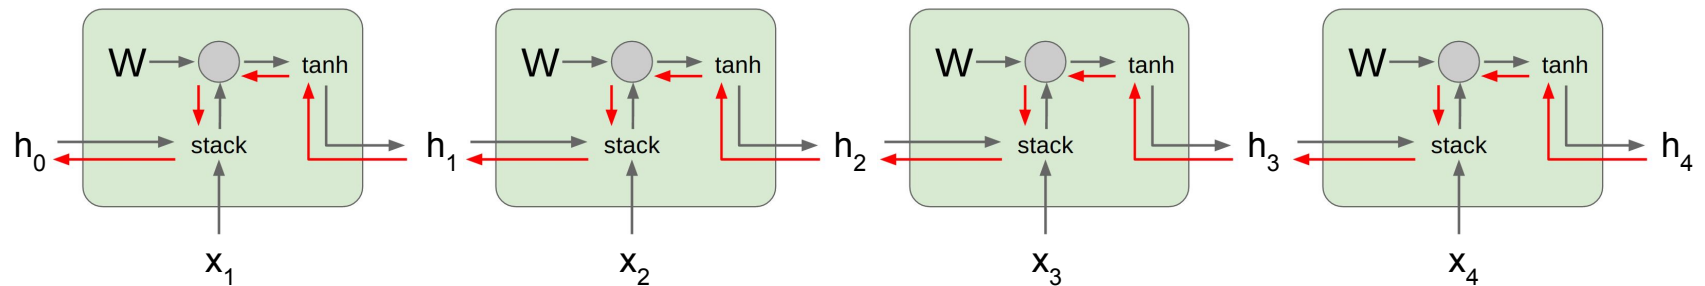 W tanh W tanh W tanh W tanh
h0 stack h1 stack h2 stack h3 stack h4
x1 x2 x3 x4